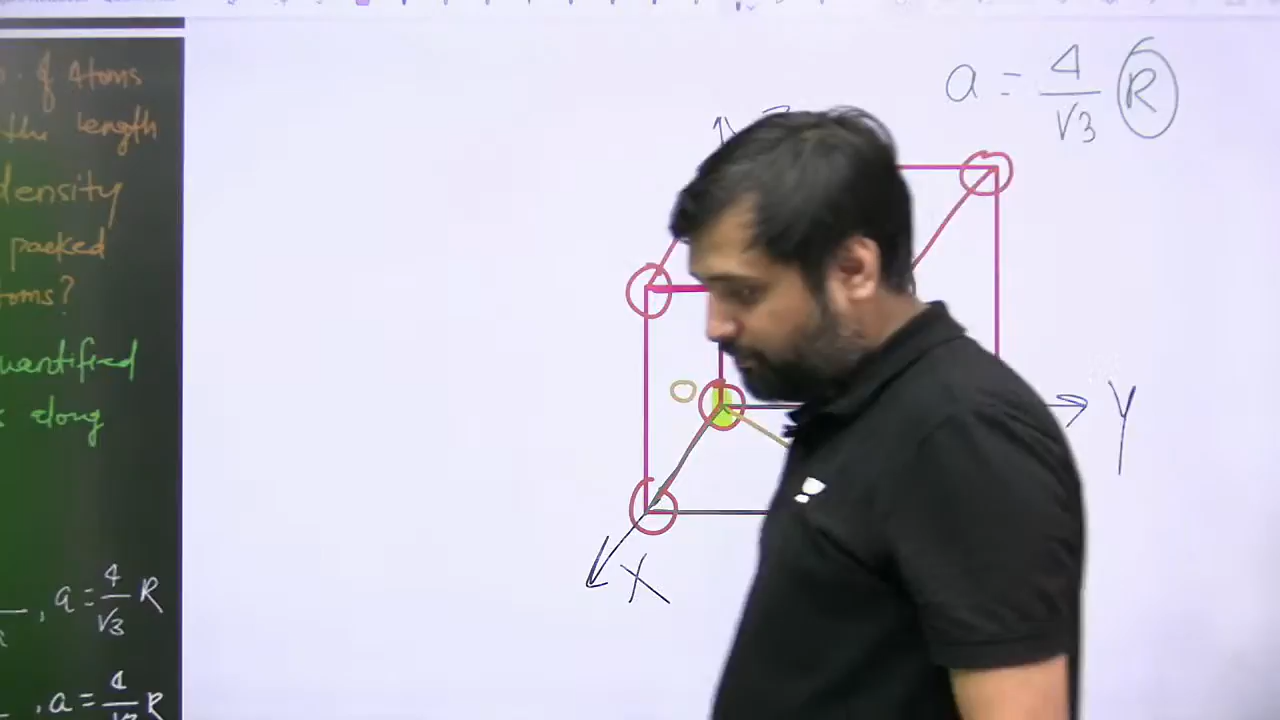 of Atoms
the length
density
packed
toms?
uantified
along
, a = 4/√3 R
, a = 4/√3 R
a = 4/√3 R
O
Y
X